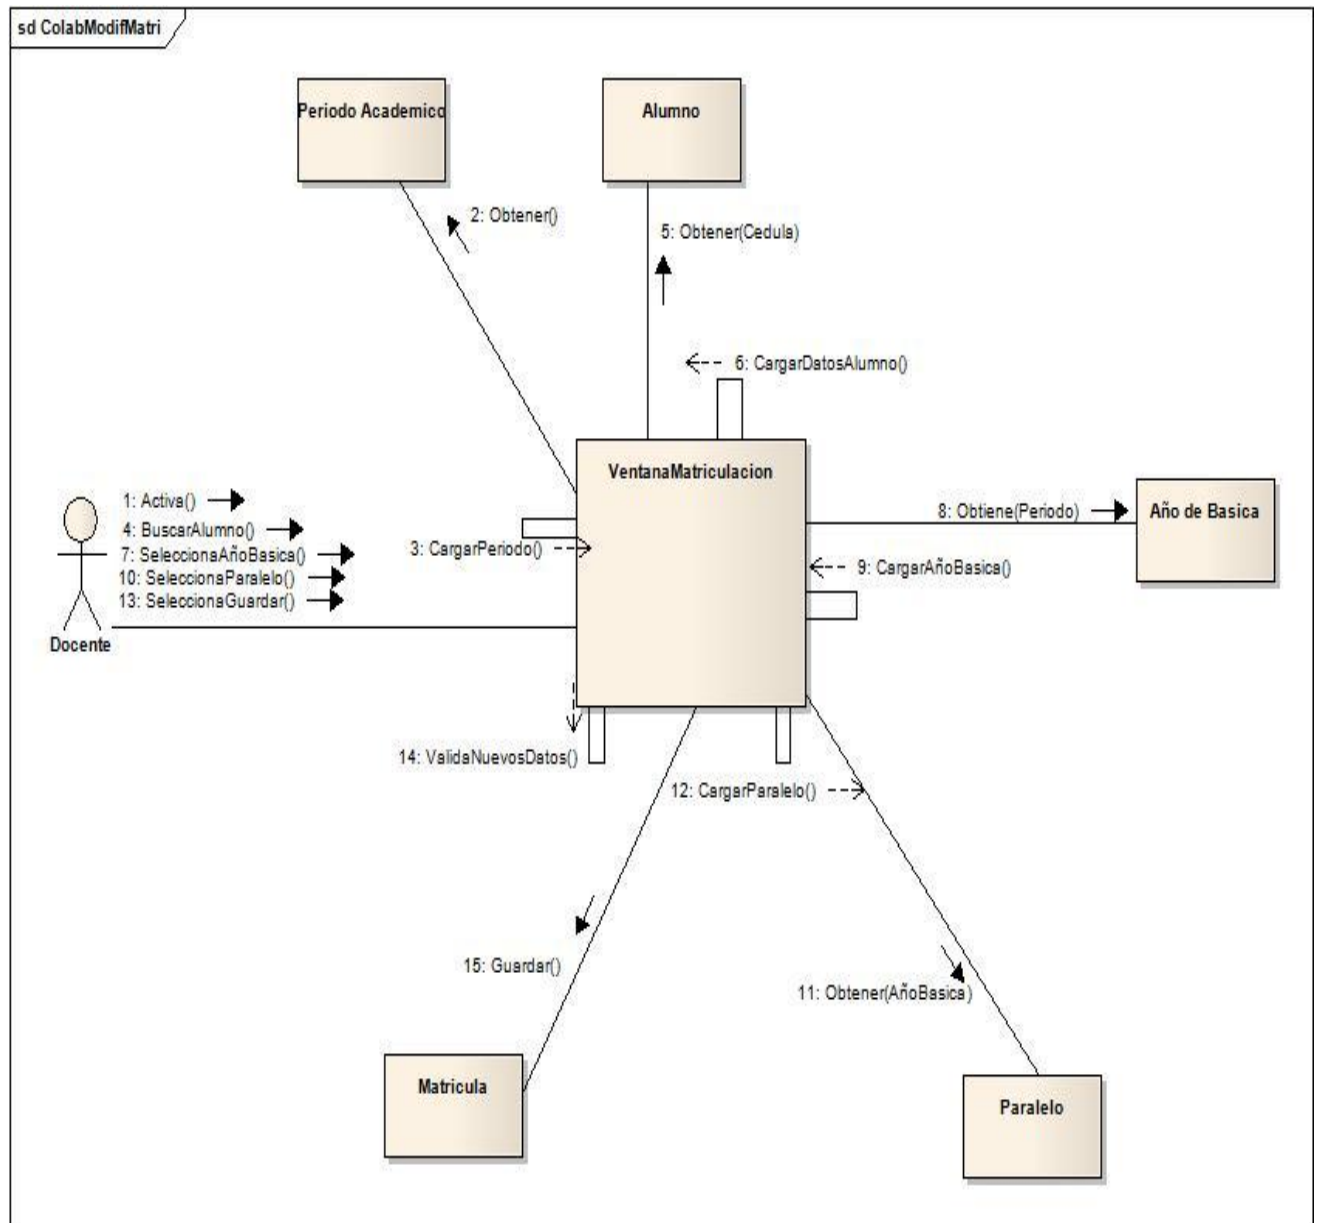 sd ColabModifMatri
Periodo Academico
Alumno
2: Obtener()
5: Obtener(Cedula)
6: CargarDatosAlumno()
VentanaMatriculacion
1: Activa()
4: BuscarAlumno()
7: SeleccionaAñoBasica()
10: SeleccionaParalelo()
13: SeleccionaGuardar()
Docente
3: CargarPeriodo()
8: Obtiene(Periodo)
Año de Basica
9: CargarAñoBasica()
14: ValidaNuevosDatos()
12: CargarParalelo()
15: Guardar()
11: Obtener(AñoBasica)
Matricula
Paralelo